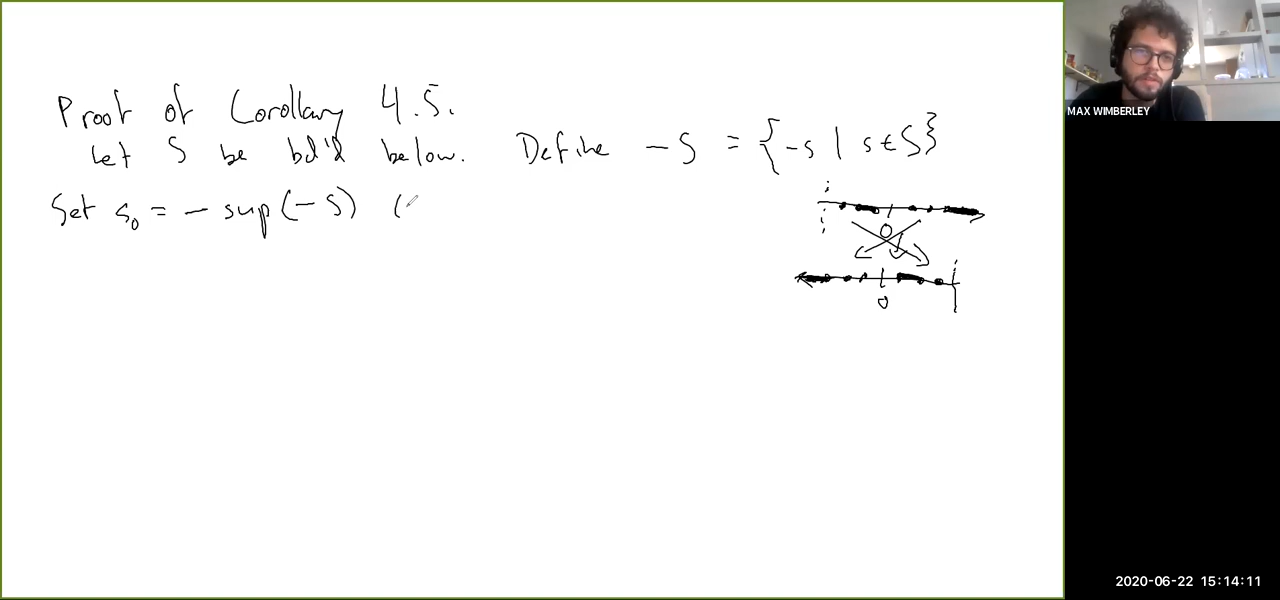 Proof of Corollary 4.5.
Let S be bd'd below. Define -S = {-s | s ∈ S}
Set s₀ = - sup(-S) (
0
0
MAX WIMBERLEY
2020-06-22 15:14:11